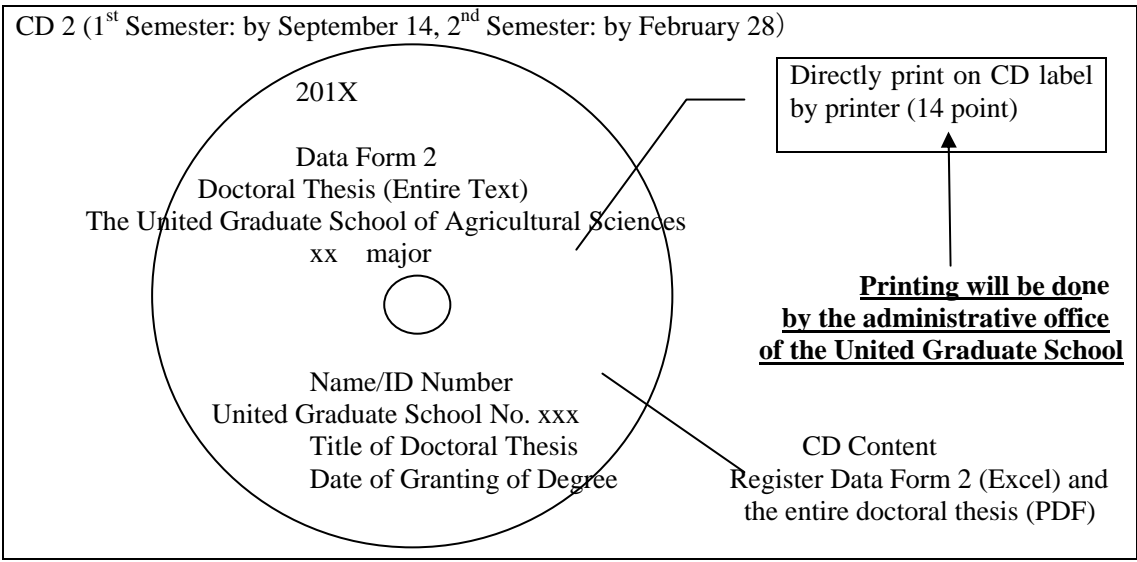 CD 2 (1st Semester: by September 14, 2nd Semester: by February 28)
201X
Data Form 2
Doctoral Thesis (Entire Text)
The United Graduate School of Agricultural Sciences
xx major
Name/ID Number
United Graduate School No. xxx
Title of Doctoral Thesis
Date of Granting of Degree
Directly print on CD label
by printer (14 point)
Printing will be done
by the administrative office
of the United Graduate School
CD Content
Register Data Form 2 (Excel) and
the entire doctoral thesis (PDF)